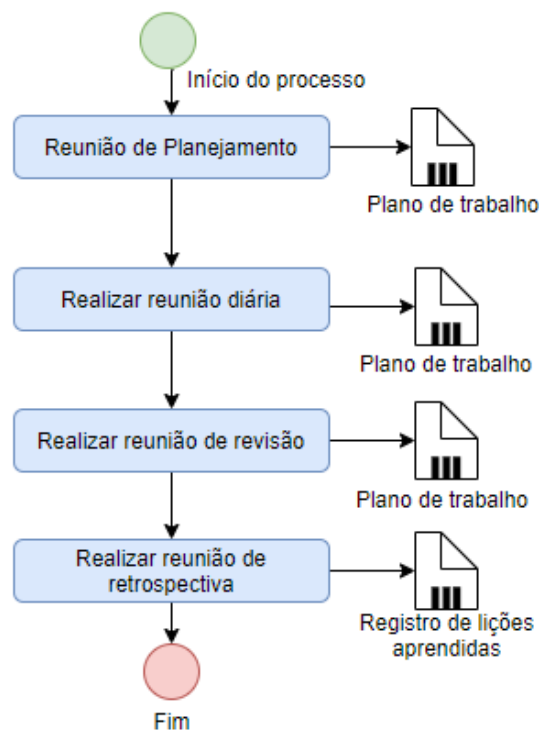 Início do processo
Reunião de Planejamento
Plano de trabalho
Realizar reunião diária
Plano de trabalho
Realizar reunião de revisão
Plano de trabalho
Realizar reunião de
retrospectiva
Registro de lições
aprendidas
Fim